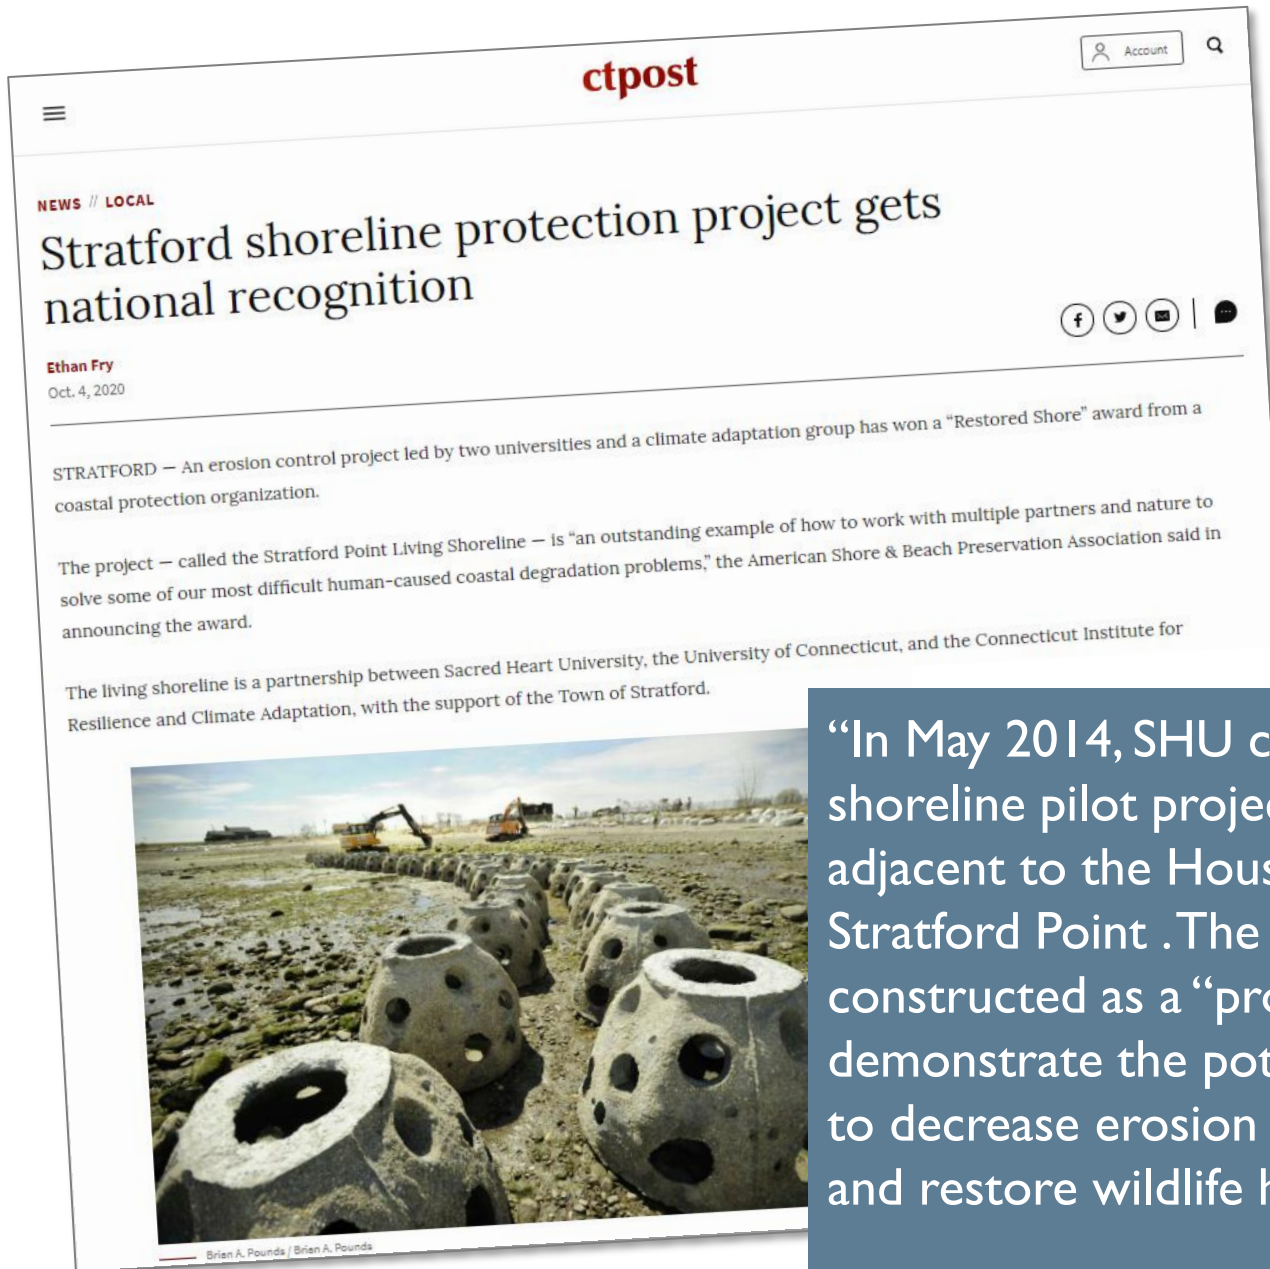 ctpost
Account
NEWS // LOCAL
Stratford shoreline protection project gets
national recognition
Ethan Fry
Oct. 4, 2020
STRATFORD — An erosion control project led by two universities and a climate adaptation group has won a “Restored Shore” award from a
coastal protection organization.
The project — called the Stratford Point Living Shoreline — is “an outstanding example of how to work with multiple partners and nature to
solve some of our most difficult human-caused coastal degradation problems,” the American Shore & Beach Preservation Association said in
announcing the award.
The living shoreline is a partnership between Sacred Heart University, the University of Connecticut, and the Connecticut Institute for
Resilience and Climate Adaptation, with the support of the Town of Stratford.
Brian A. Pounds / Brian A. Pounds
“In May 2014, SHU
shoreline pilot
adjacent to the
Stratford Point . The
constructed as a
demonstrate the
to decrease erosion
and restore wildlife